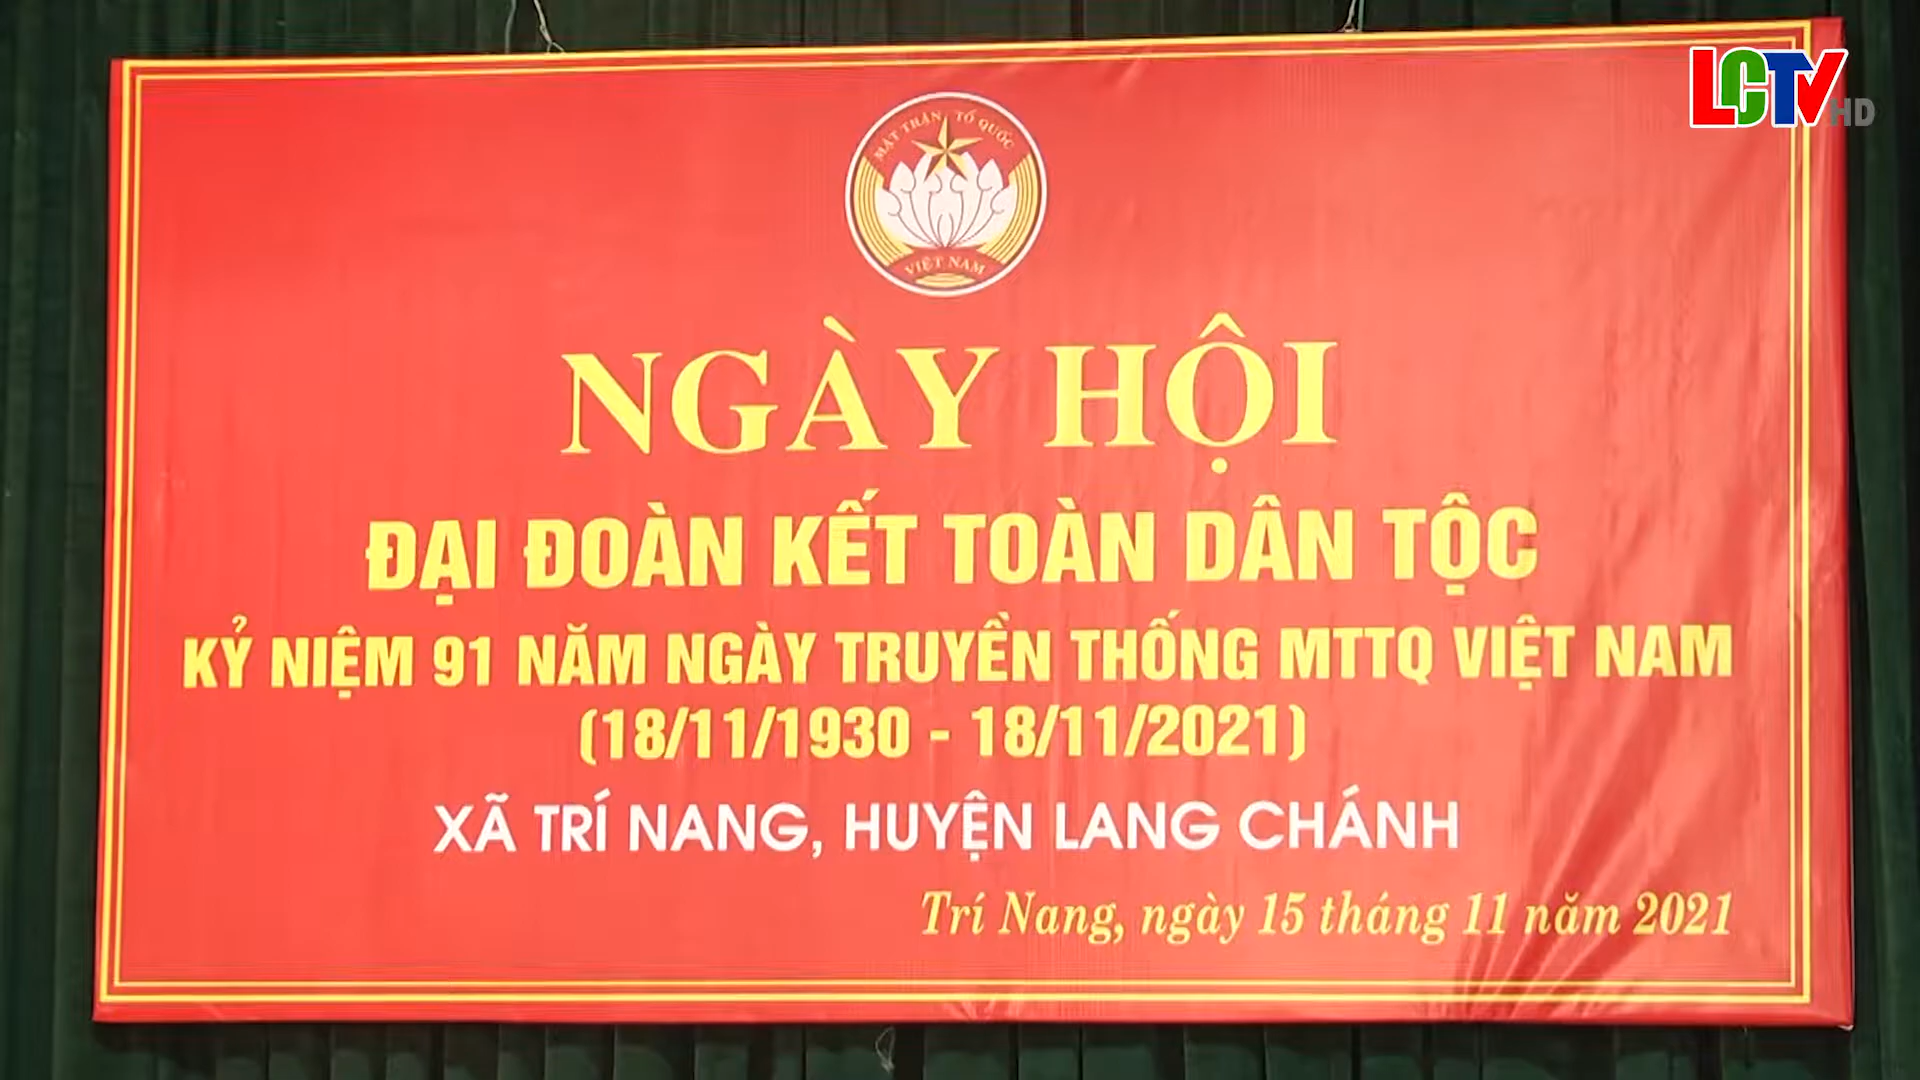 LCTV HD
MẶT TRẬN TỔ QUỐC
VIỆT NAM
NGÀY HỘI
ĐẠI ĐOÀN KẾT TOÀN DÂN TỘC
KỶ NIỆM 91 NĂM NGÀY TRUYỀN THỐNG MTTQ VIỆT NAM
(18/11/1930 - 18/11/2021)
XÃ TRÍ NANG, HUYỆN LANG CHÁNH
Trí Nang, ngày 15 tháng 11 năm 2021